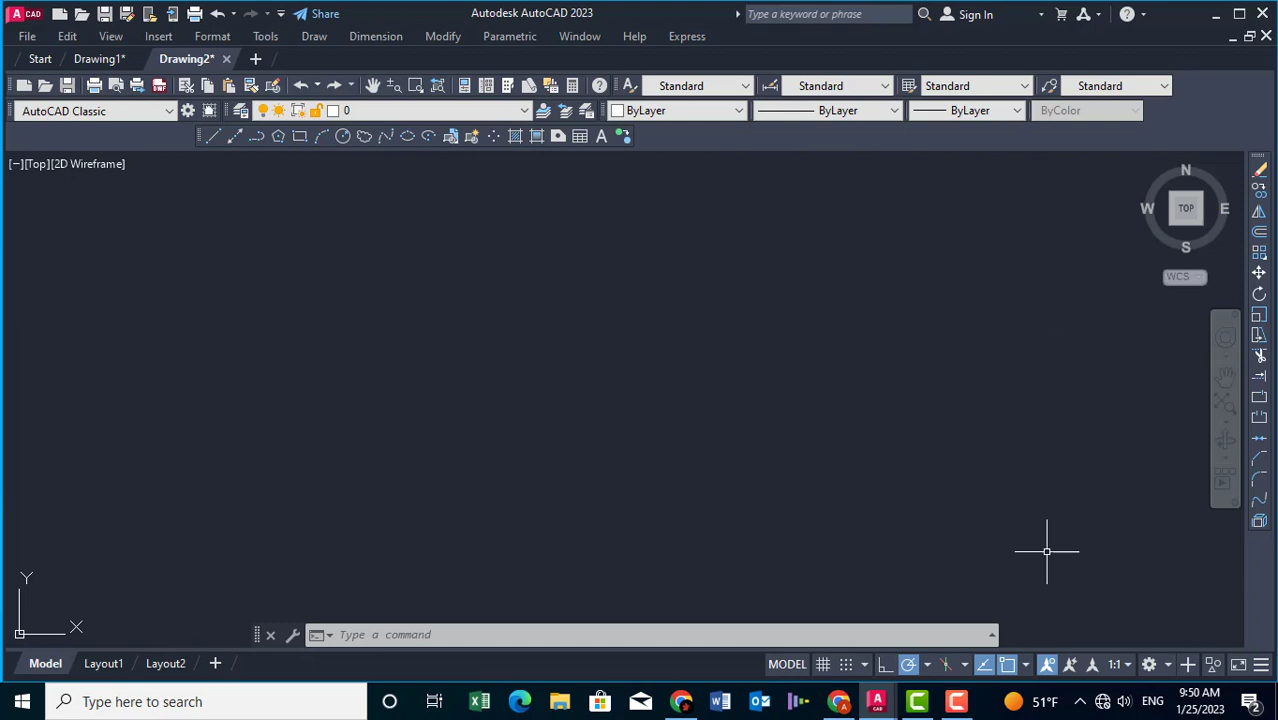 CAD Share Autodesk AutoCAD 2023 Type a keyword or phrase Sign In
File Edit View Insert Format Tools Draw Dimension Modify Parametric Window Help Express
Start Drawing1* Drawing2*
Standard Standard Standard Standard
AutoCAD Classic 0 ByLayer ByLayer ByLayer ByColor
[−][Top][2D Wireframe]
N
W TOP E
S
WCS
Y
X
Type a command
Model Layout1 Layout2 MODEL 1:1
Type here to search 51°F ENG 9:50 AM
1/25/2023 2